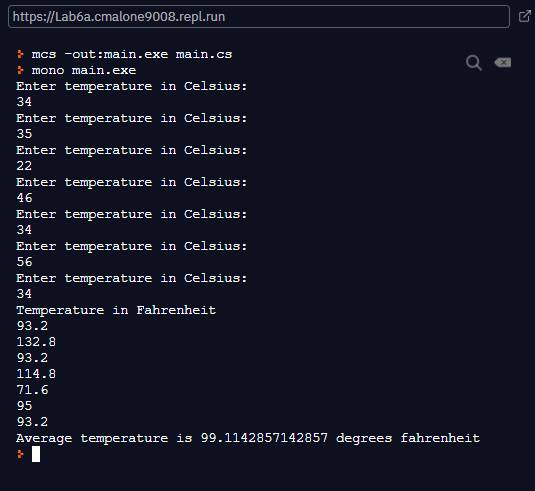 https://Lab6a.cmalone9008.repl.run
> mcs -out:main.exe main.cs
> mono main.exe
Enter temperature in Celsius:
34
Enter temperature in Celsius:
35
Enter temperature in Celsius:
22
Enter temperature in Celsius:
46
Enter temperature in Celsius:
34
Enter temperature in Celsius:
56
Enter temperature in Celsius:
34
Temperature in Fahrenheit
93.2
132.8
93.2
114.8
71.6
95
93.2
Average temperature is 99.1142857142857 degrees fahrenheit
>